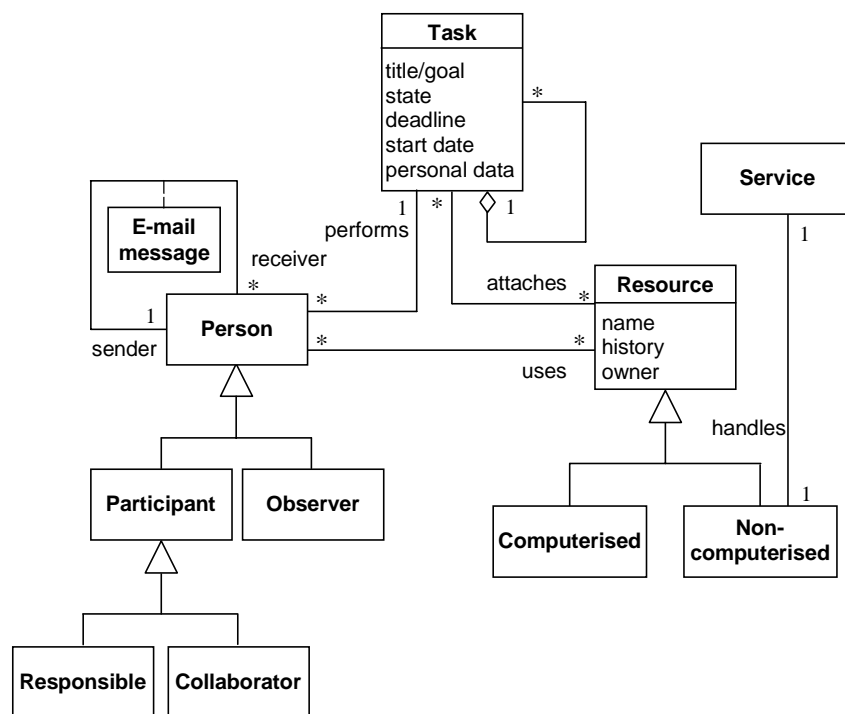 Task
title/goal
state
deadline
start date
personal data
*
1
Service
1
E-mail
message
1
*
performs
receiver
*
*
attaches
*
Resource
name
history
owner
1
Person
sender
*
*
uses
handles
1
Participant
Observer
Computerised
Non-
computerised
Responsible
Collaborator